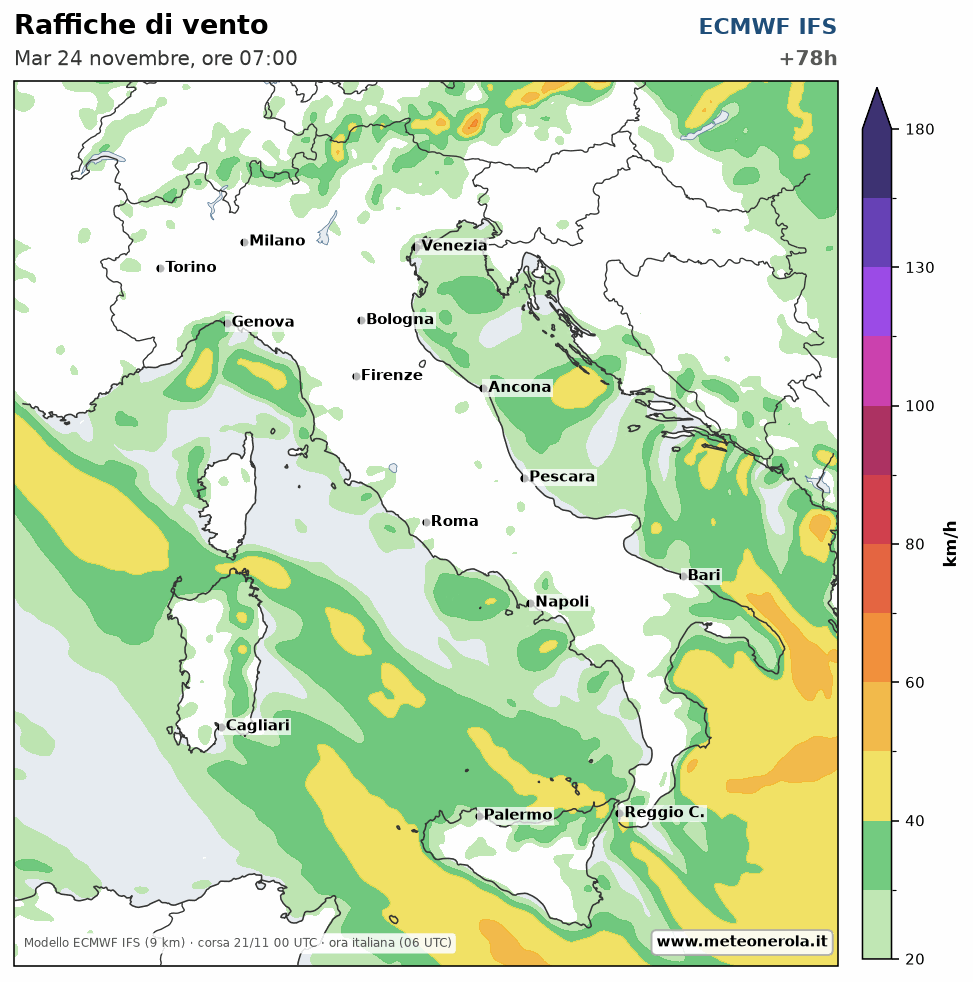 Raffiche di vento
ECMWF IFS
Mar 24 novembre, ore 07:00
+78h
180
130
100
80
60
40
20
km/h
Milano
Venezia
Torino
Genova
Bologna
Firenze
Ancona
Pescara
Roma
Bari
Napoli
Cagliari
Palermo
Reggio C.
Modello ECMWF IFS (9 km) · corsa 21/11 00 UTC · ora italiana (06 UTC)
www.meteonerola.it